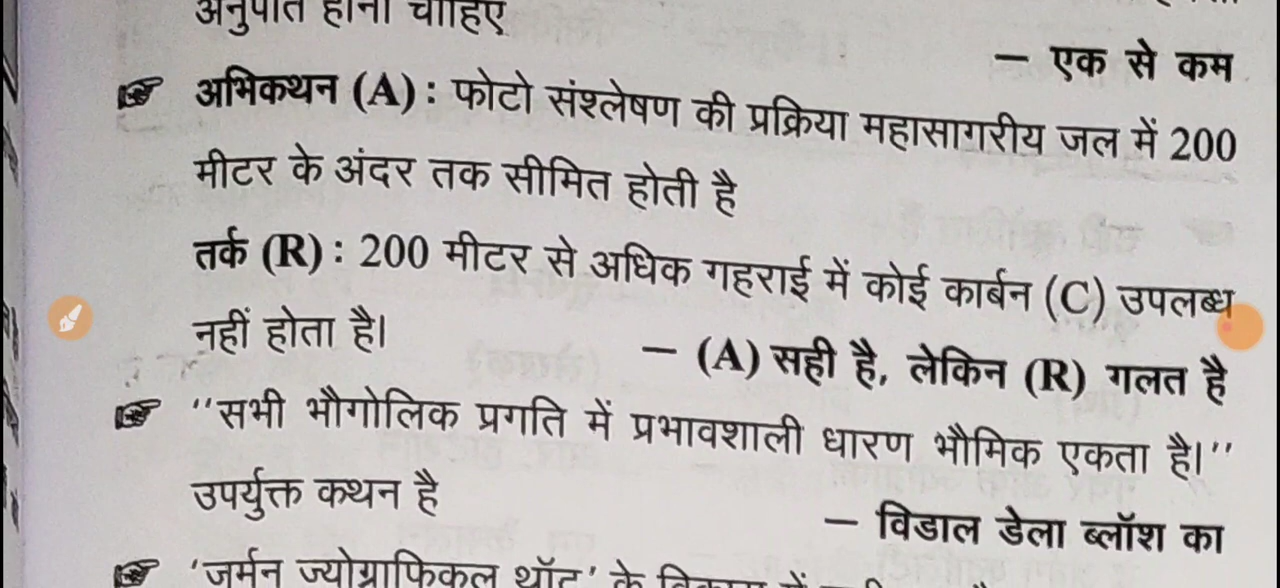 अनुपात होना चाहिए
– एक से कम
☞ अभिकथन (A) : फोटो संश्लेषण की प्रक्रिया महासागरीय जल में 200
मीटर के अंदर तक सीमित होती है
तर्क (R) : 200 मीटर से अधिक गहराई में कोई कार्बन (C) उपलब्ध
नहीं होता है।
– (A) सही है, लेकिन (R) गलत है
☞ ''सभी भौगोलिक प्रगति में प्रभावशाली धारण भौमिक एकता है।''
उपर्युक्त कथन है
– विडाल डेला ब्लॉश का
☞ 'जर्मन ज्योग्राफिकल थॉट' के विकास में